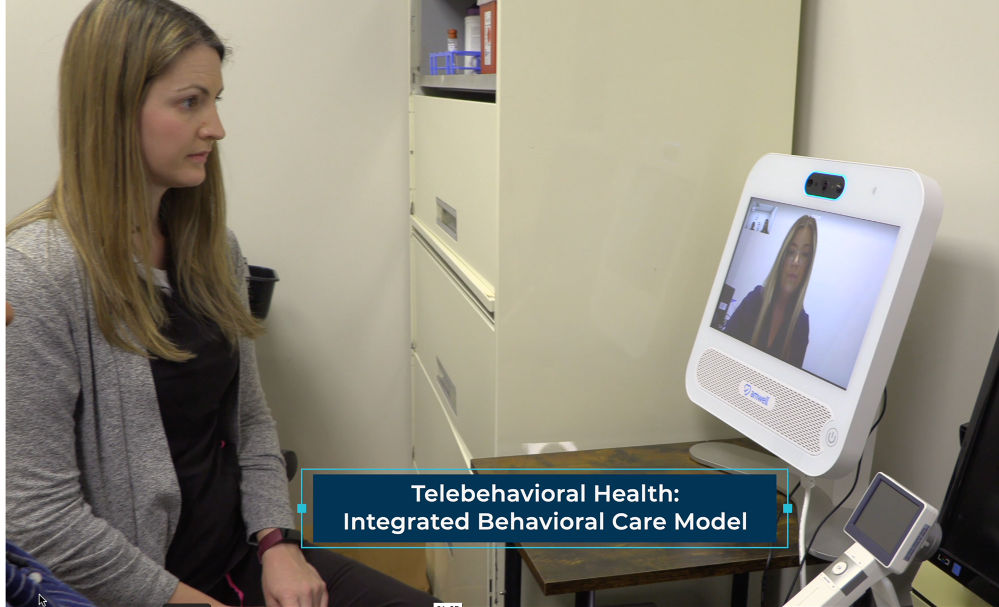 amwell
Telebehavioral Health:
Integrated Behavioral Care Model